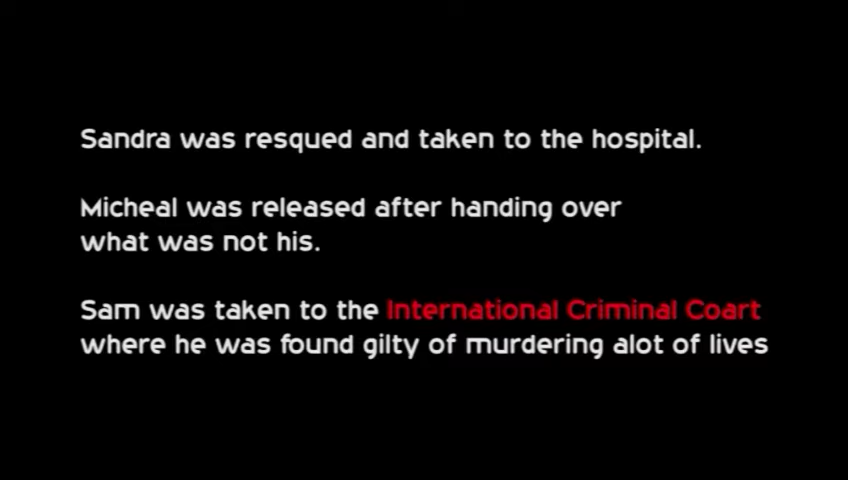 Sandra was resqued and taken to the hospital.
Micheal was released after handing over
what was not his.
Sam was taken to the International Criminal Coart
where he was found gilty of murdering alot of lives